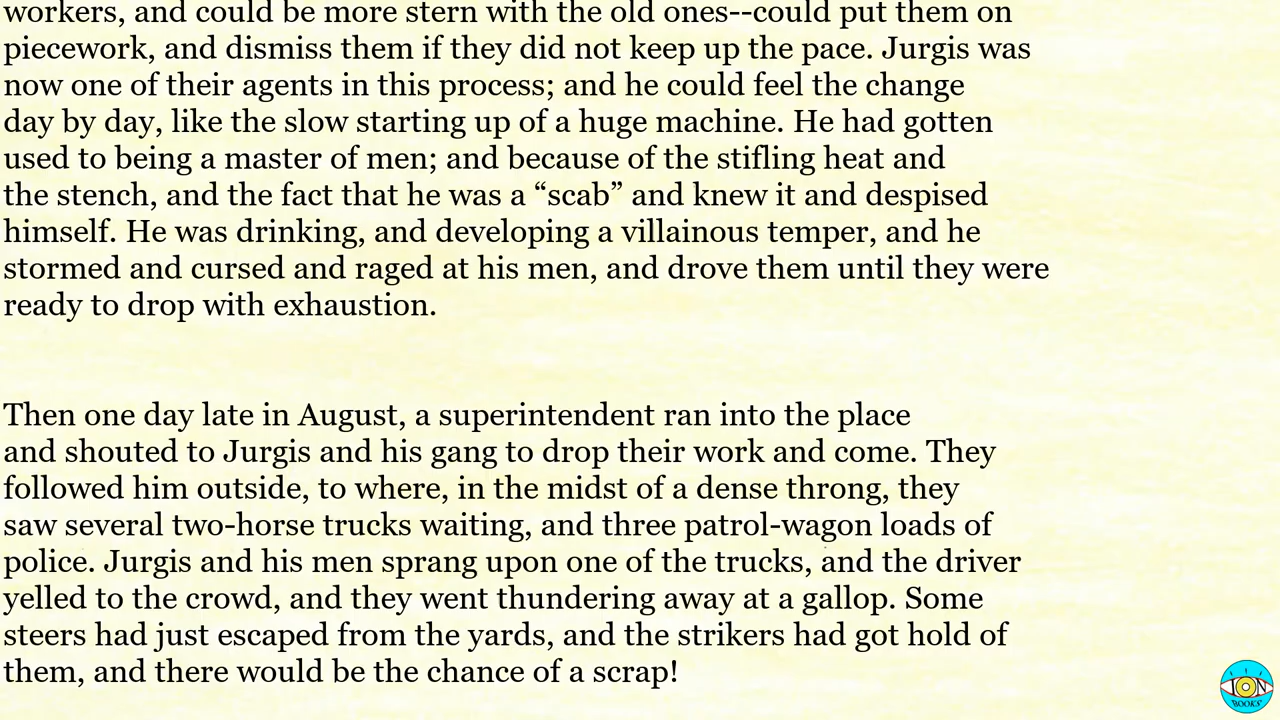 workers, and could be more stern with the old ones--could put them on
piecework, and dismiss them if they did not keep up the pace. Jurgis was
now one of their agents in this process; and he could feel the change
day by day, like the slow starting up of a huge machine. He had gotten
used to being a master of men; and because of the stifling heat and
the stench, and the fact that he was a “scab” and knew it and despised
himself. He was drinking, and developing a villainous temper, and he
stormed and cursed and raged at his men, and drove them until they were
ready to drop with exhaustion.
Then one day late in August, a superintendent ran into the place
and shouted to Jurgis and his gang to drop their work and come. They
followed him outside, to where, in the midst of a dense throng, they
saw several two-horse trucks waiting, and three patrol-wagon loads of
police. Jurgis and his men sprang upon one of the trucks, and the driver
yelled to the crowd, and they went thundering away at a gallop. Some
steers had just escaped from the yards, and the strikers had got hold of
them, and there would be the chance of a scrap!
ION
BOOKS